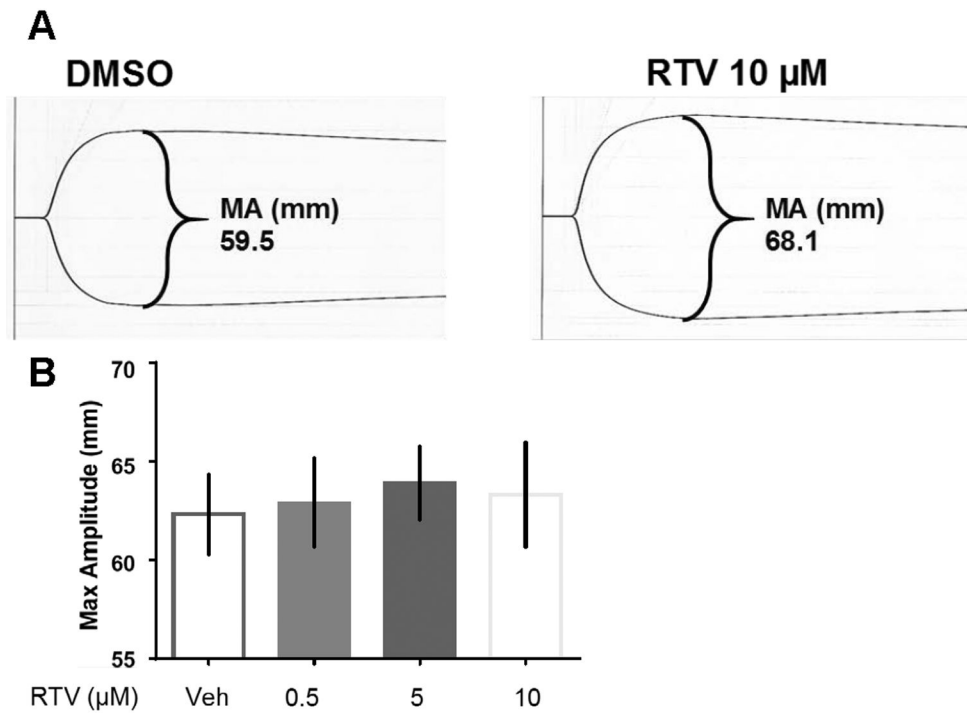 A
DMSO
RTV 10 µM
MA (mm)
59.5
MA (mm)
68.1
B
Max Amplitude (mm)
70
65
60
55
RTV (µM) Veh 0.5 5 10